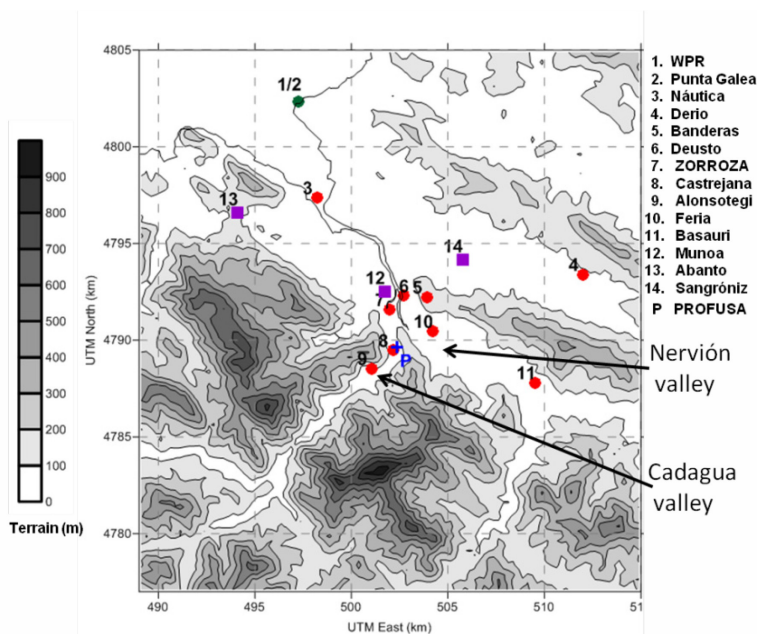 4805
4800
4795
4790
4785
4780
UTM North (km)
490
495
500
505
510
51
UTM East (km)
1/2
3
13
14
4
12
6
5
7
10
8
P
9
11
900
800
700
600
500
400
300
200
100
0
Terrain (m)
1. WPR
2. Punta Galea
3. Náutica
4. Derio
5. Banderas
6. Deusto
7. ZORROZA
8. Castrejana
9. Alonsotegi
10. Feria
11. Basauri
12. Munoa
13. Abanto
14. Sangróniz
P PROFUSA
Nervión
valley
Cadagua
valley